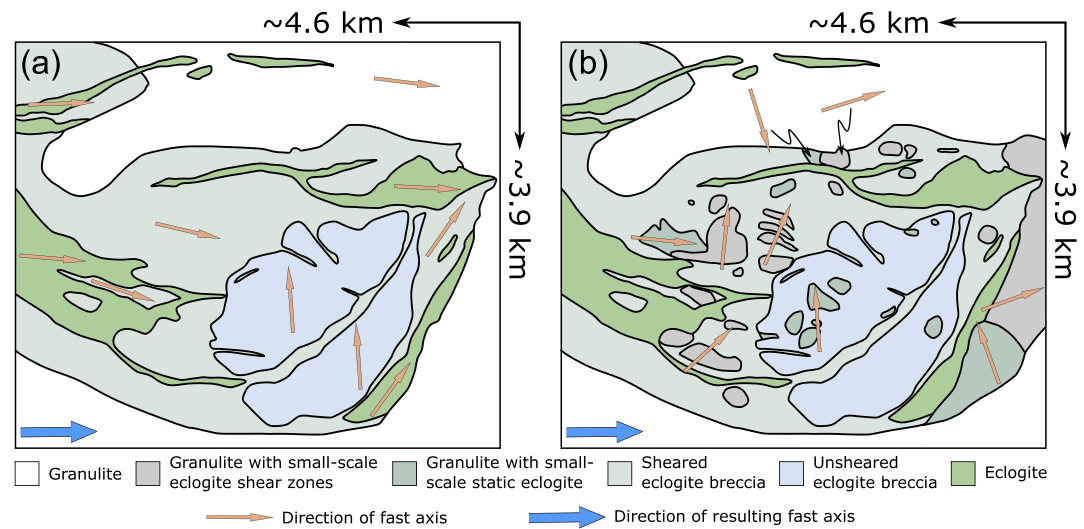 ~4.6 km
~4.6 km
(a)
(b)
~3.9 km
~3.9 km
Granulite
Granulite with small-scale
eclogite shear zones
Granulite with small-
scale static eclogite
Sheared
eclogite breccia
Unsheared
eclogite breccia
Eclogite
Direction of fast axis
Direction of resulting fast axis